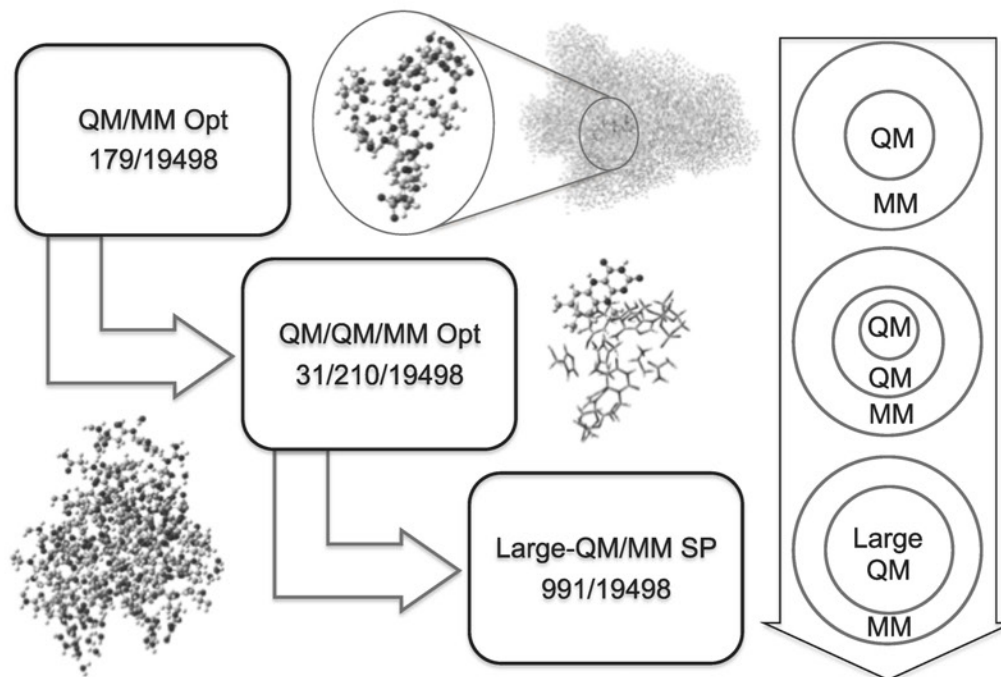 QM/MM Opt
179/19498
QM/QM/MM Opt
31/210/19498
Large-QM/MM SP
991/19498
QM
MM
QM
QM
MM
Large
QM
MM